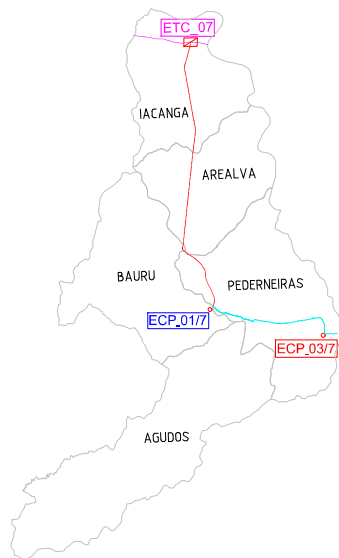 ETC_07
IACANGA
AREALVA
BAURU
PEDERNEIRAS
ECP_01/7
ECP_03/7
AGUDOS